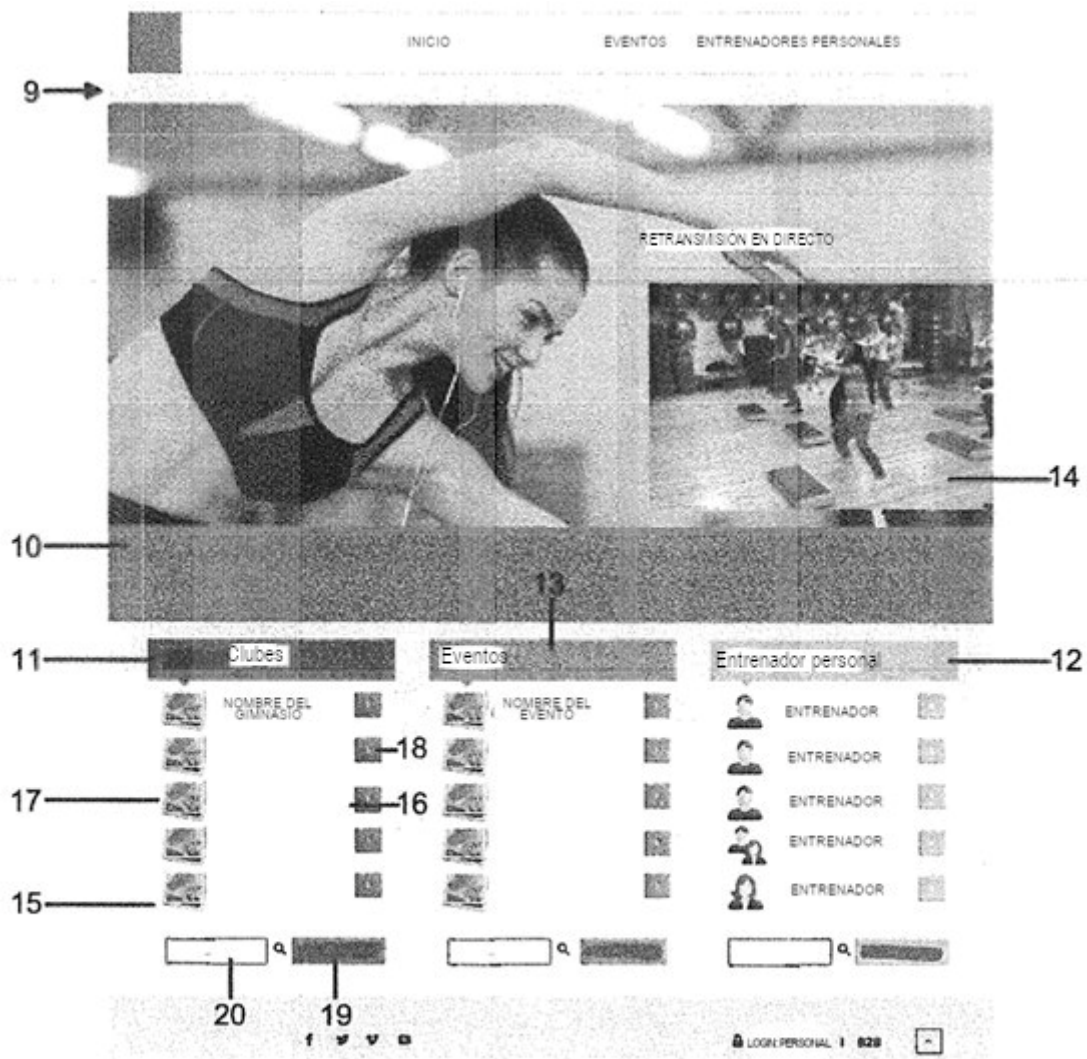 INICIO EVENTOS ENTRENADORES PERSONALES
9
RETRANSMISIÓN EN DIRECTO
14
10
13
11 Clubes Eventos Entrenador personal 12
NOMBRE DEL GIMNASIO
NOMBRE DEL EVENTO
ENTRENADOR
18 ENTRENADOR
17 16 ENTRENADOR
ENTRENADOR
15 ENTRENADOR
20 19
LOGIN: PERSONAL | B2B